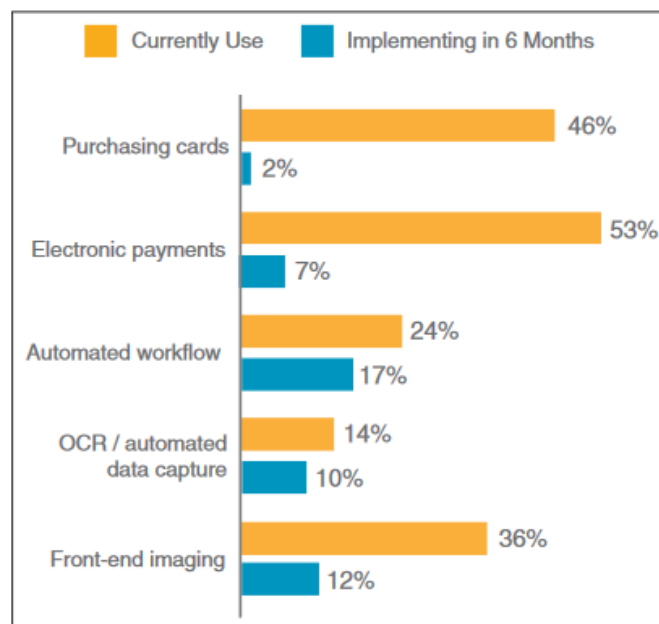 Currently Use
Implementing in 6 Months
Purchasing cards
46%
2%
Electronic payments
53%
7%
Automated workflow
24%
17%
OCR / automated
data capture
14%
10%
Front-end imaging
36%
12%